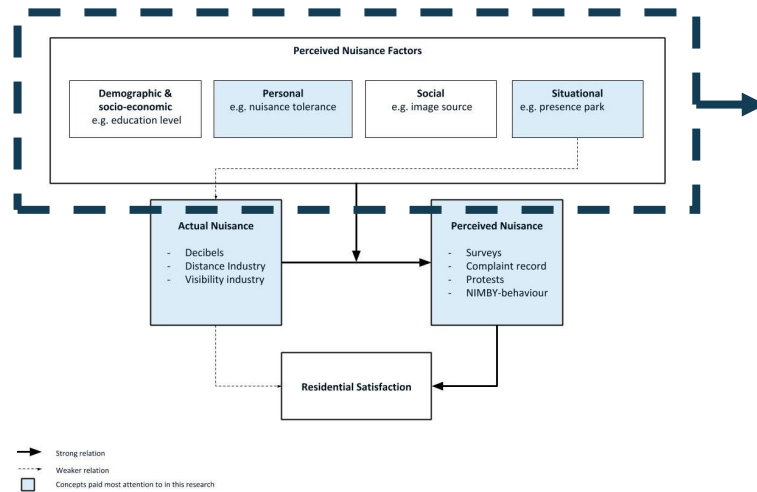 Perceived Nuisance Factors
Demographic &
socio-economic
e.g. education level
Personal
e.g. nuisance tolerance
Social
e.g. image source
Situational
e.g. presence park
Actual Nuisance
- Decibels
- Distance Industry
- Visibility industry
Perceived Nuisance
- Surveys
- Complaint record
- Protests
- NIMBY-behaviour
Residential Satisfaction
Strong relation
Weaker relation
Concepts paid most attention to in this research